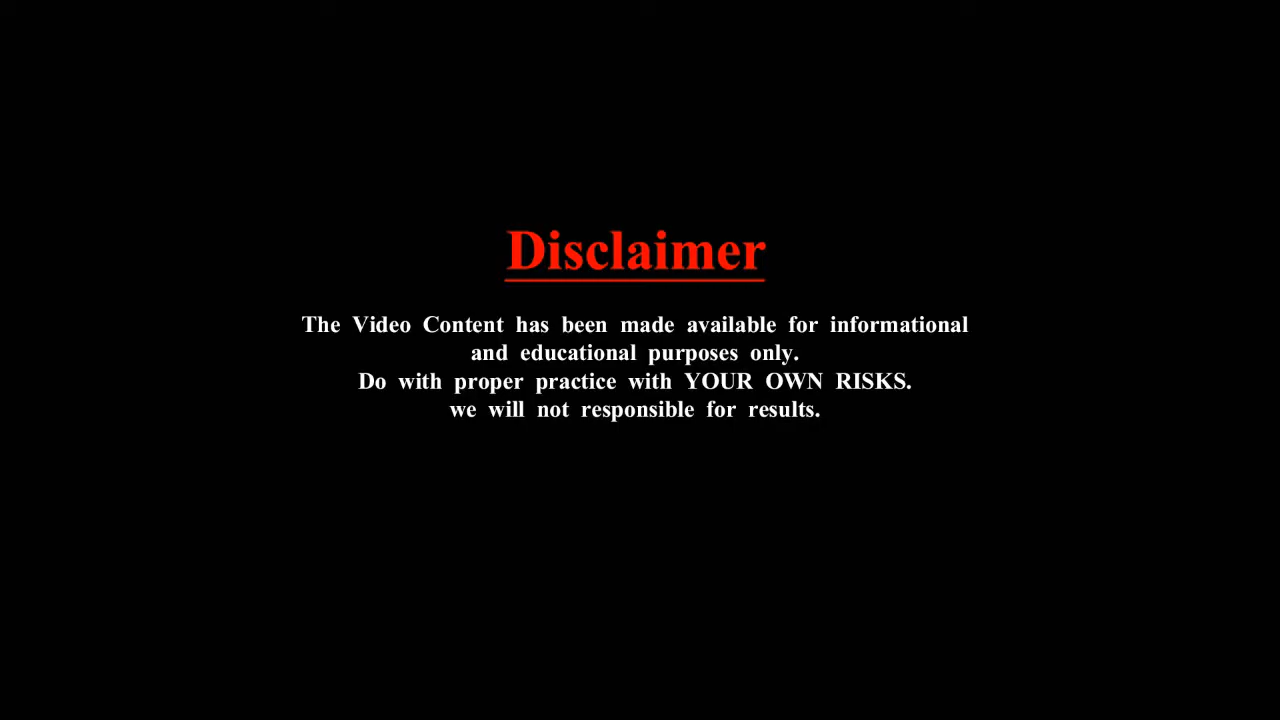 Disclaimer
The Video Content has been made available for informational
and educational purposes only.
Do with proper practice with YOUR OWN RISKS.
we will not responsible for results.